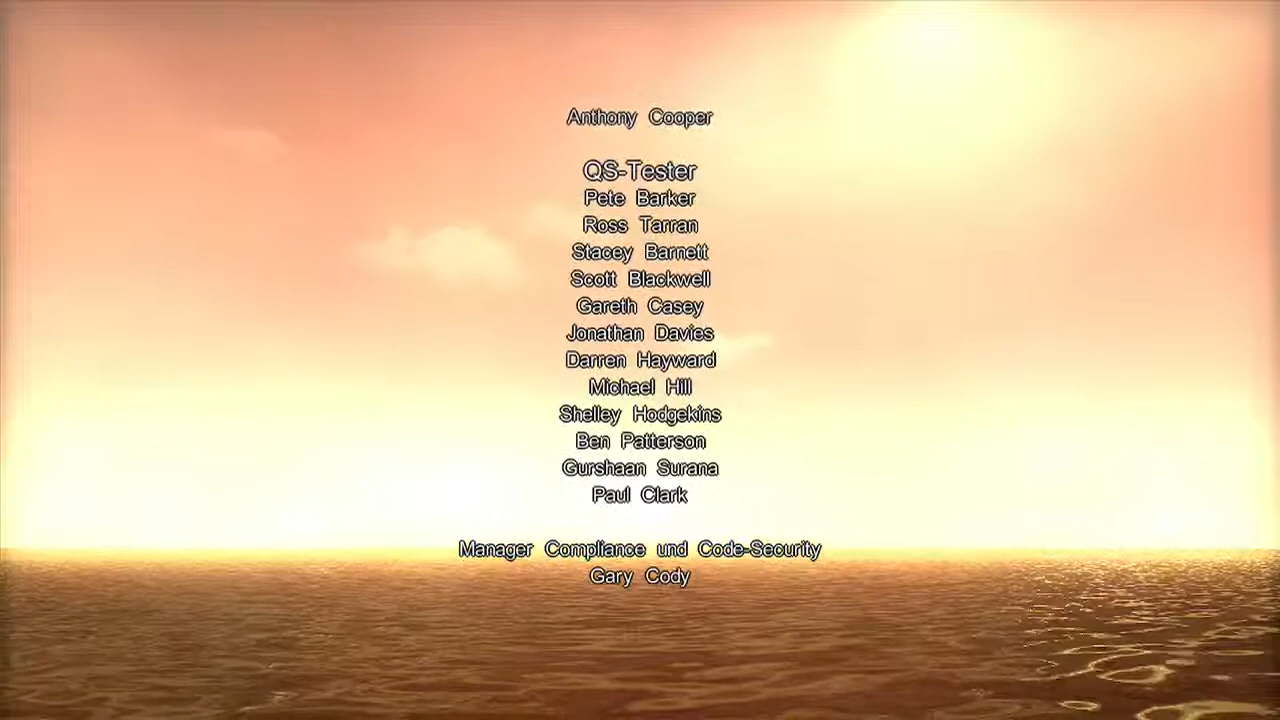 Anthony Cooper
QS-Tester
Pete Barker
Ross Tarran
Stacey Barnett
Scott Blackwell
Gareth Casey
Jonathan Davies
Darren Hayward
Michael Hill
Shelley Hodgekins
Ben Patterson
Gurshaan Surana
Paul Clark
Manager Compliance und Code-Security
Gary Cody